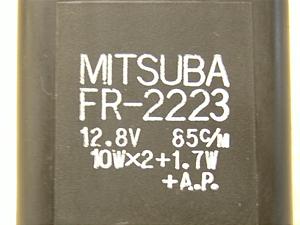 MITSUBA
FR-2223
12.8V 85c/M
10W×2+1.7W
+A.P.